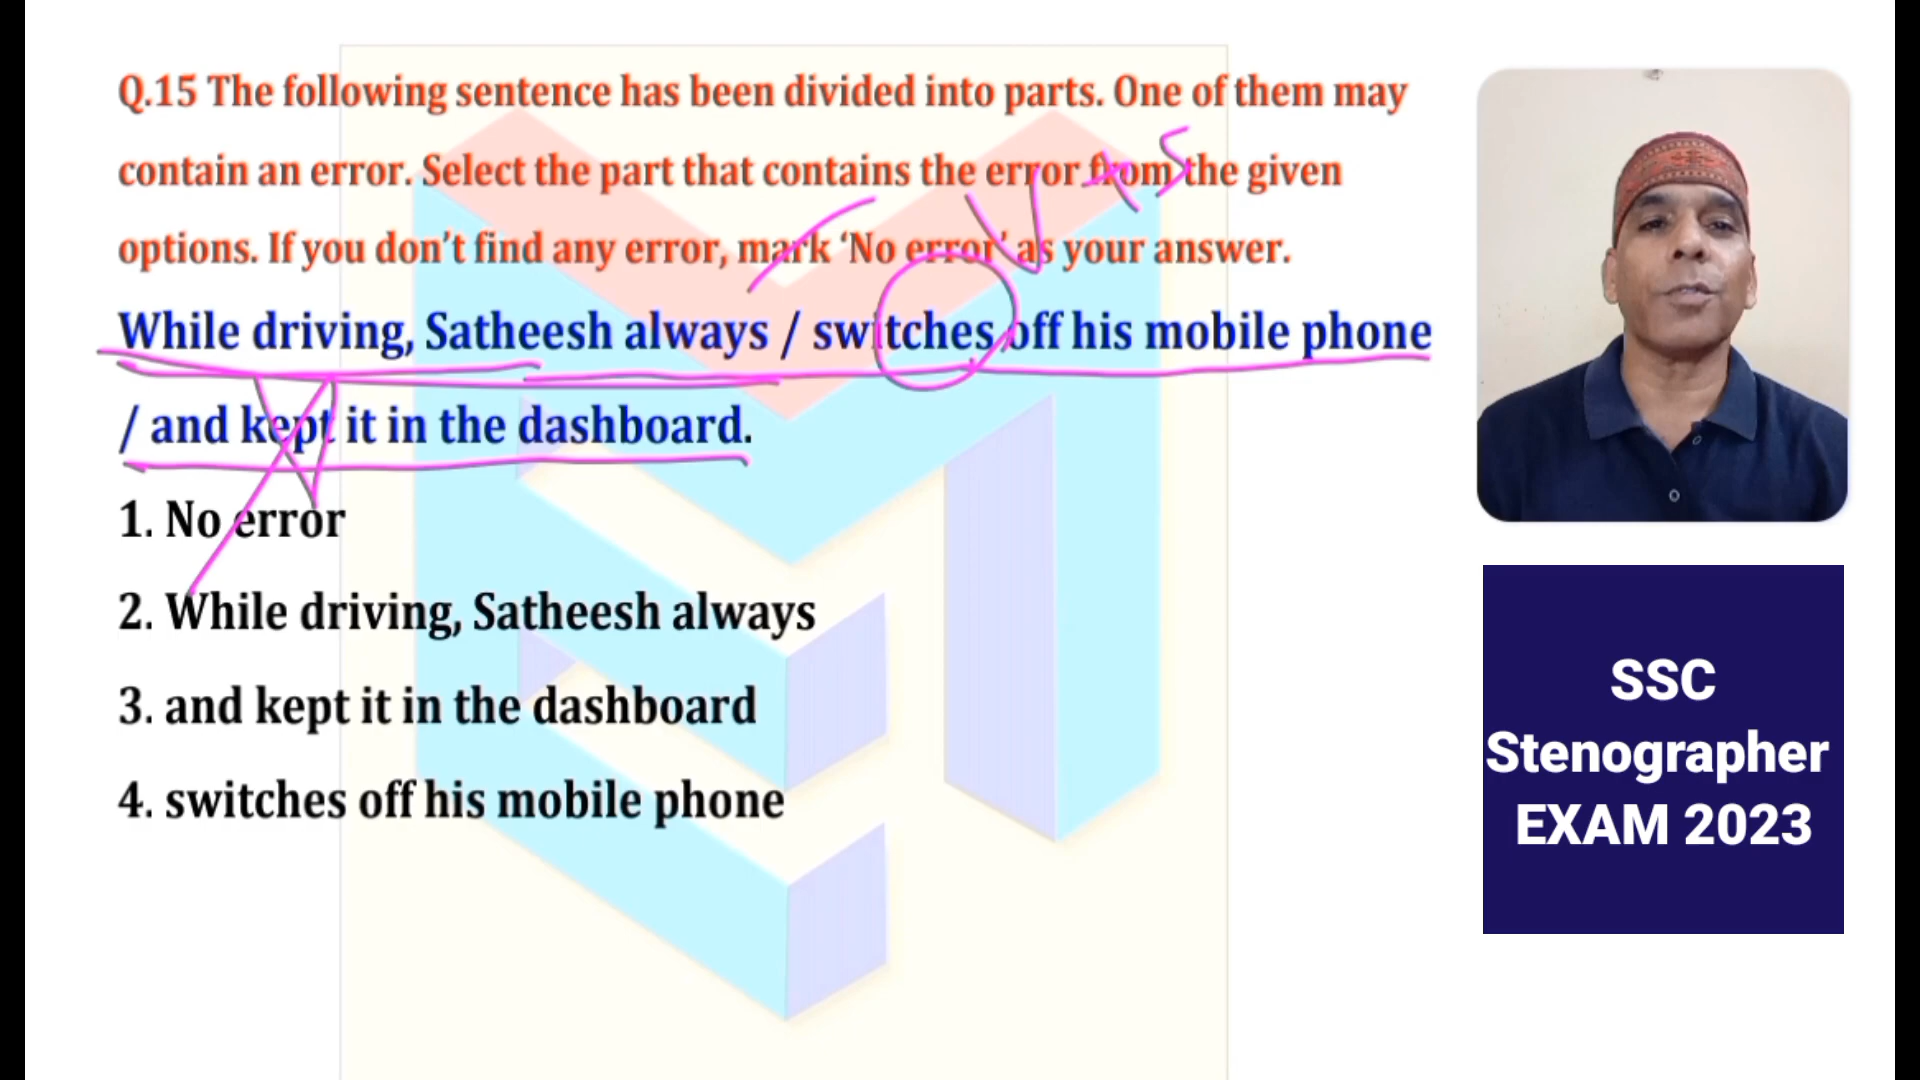 Q.15 The following sentence has been divided into parts. One of them may
contain an error. Select the part that contains the error from the given
options. If you don't find any error, mark 'No error' as your answer.
While driving, Satheesh always / switches off his mobile phone
/ and kept it in the dashboard.
1. No error
2. While driving, Satheesh always
3. and kept it in the dashboard
4. switches off his mobile phone
V+s
SSC
Stenographer
EXAM 2023